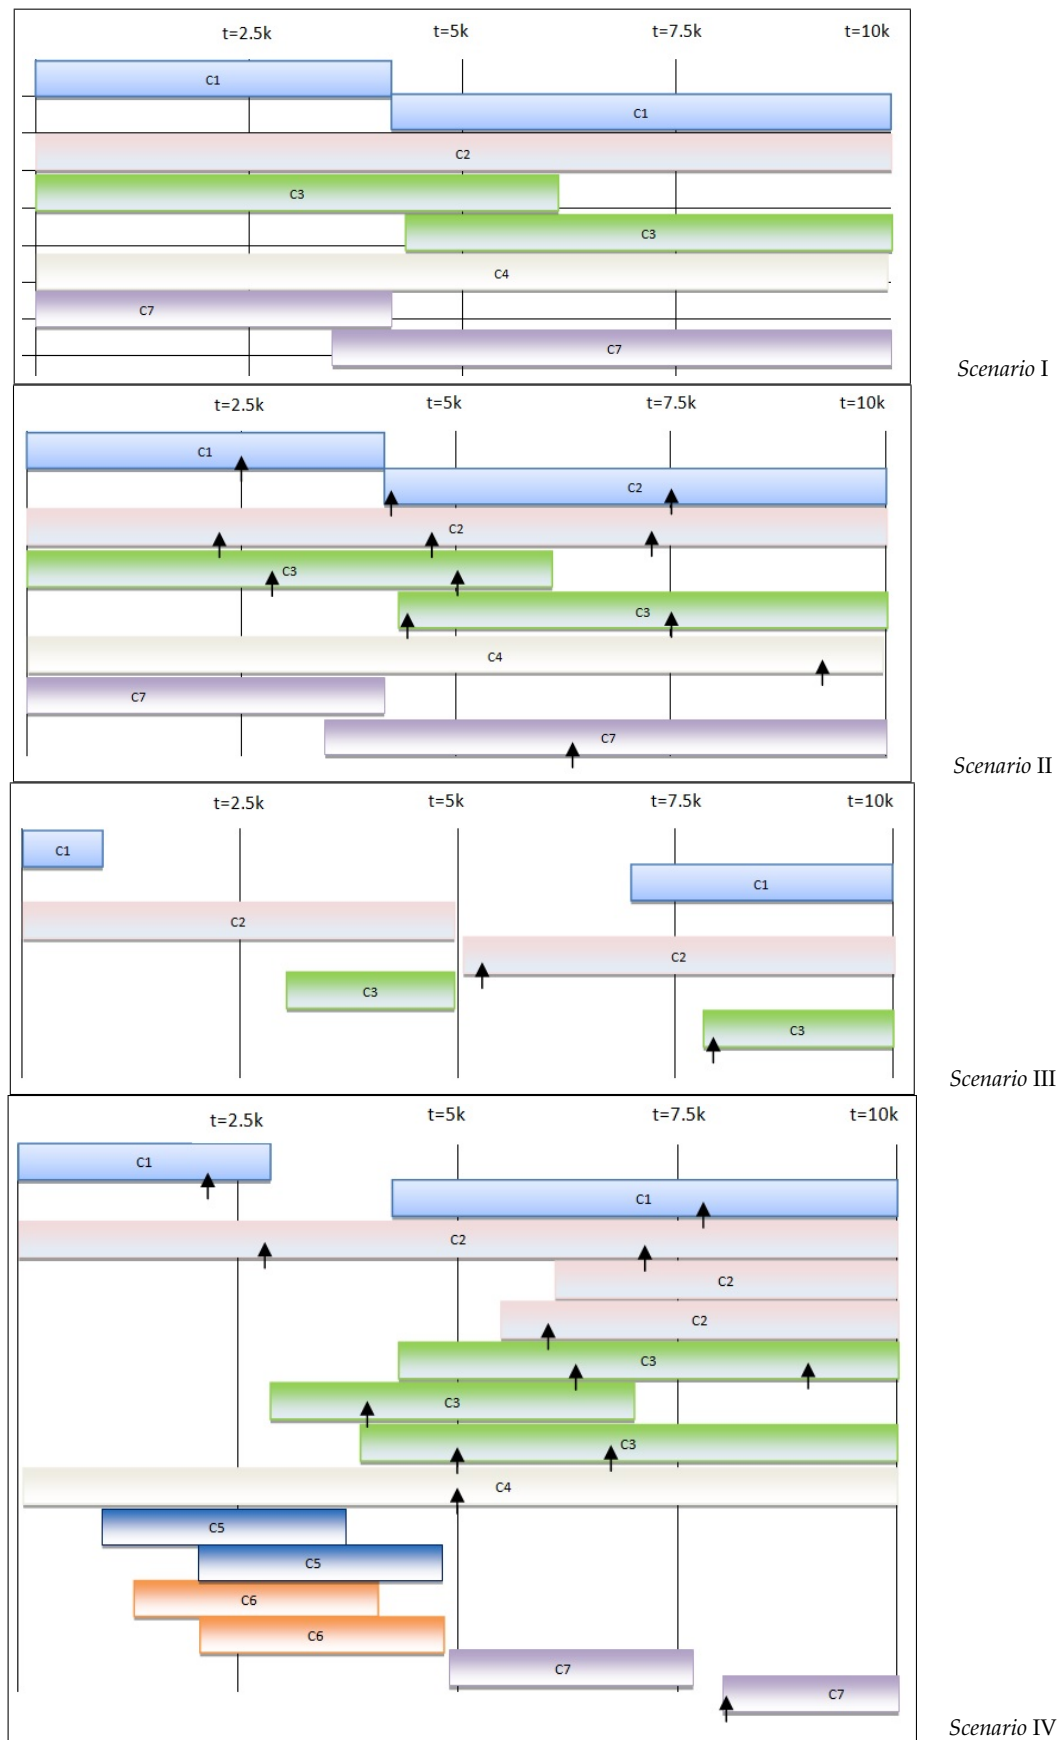 t=2.5k t=5k t=7.5k t=10k
C1
C1
C2
C3
C3
C4
C7
C7
Scenario I
t=2.5k t=5k t=7.5k t=10k
C1
C2
C2
C3
C3
C4
C7
C7
Scenario II
t=2.5k t=5k t=7.5k t=10k
C1
C1
C2
C2
C3
C3
Scenario III
t=2.5k t=5k t=7.5k t=10k
C1
C1
C2
C2
C2
C3
C3
C3
C4
C5
C5
C6
C6
C7
C7
Scenario IV